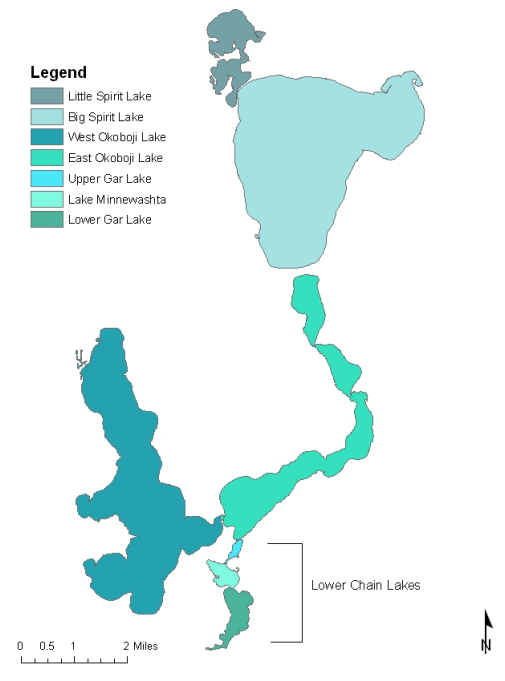 Legend
Little Spirit Lake
Big Spirit Lake
West Okoboji Lake
East Okoboji Lake
Upper Gar Lake
Lake Minnewashta
Lower Gar Lake
Lower Chain Lakes
0 0.5 1 2 Miles
N